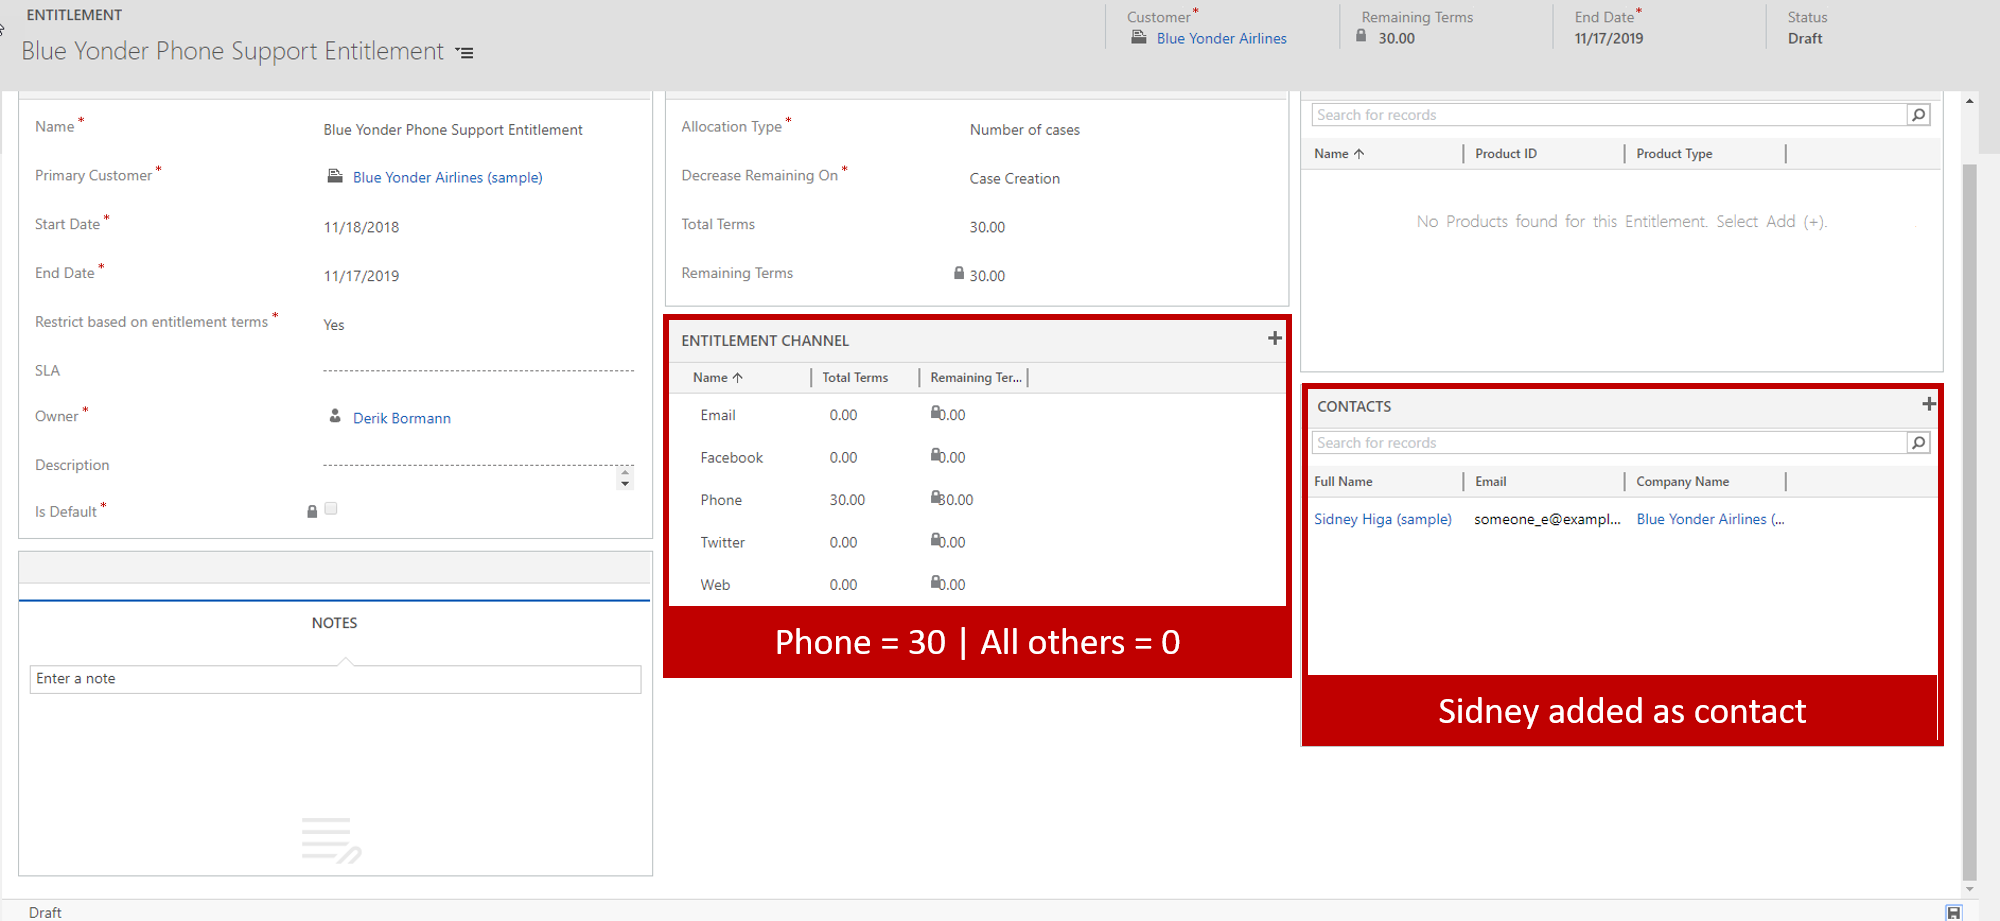 ENTITLEMENT
Blue Yonder Phone Support Entitlement
Customer*
Blue Yonder Airlines
Remaining Terms
30.00
End Date*
11/17/2019
Status
Draft
Name*
Blue Yonder Phone Support Entitlement
Primary Customer*
Blue Yonder Airlines (sample)
Start Date*
11/18/2018
End Date*
11/17/2019
Restrict based on entitlement terms*
Yes
SLA
Owner*
Derik Bormann
Description
Is Default*
NOTES
Enter a note
Allocation Type*
Number of cases
Decrease Remaining On*
Case Creation
Total Terms
30.00
Remaining Terms
30.00
ENTITLEMENT CHANNEL
Name Total Terms Remaining Ter...
Email 0.00 0.00
Facebook 0.00 0.00
Phone 30.00 30.00
Twitter 0.00 0.00
Web 0.00 0.00
Phone = 30 | All others = 0
Search for records
Name Product ID Product Type
No Products found for this Entitlement. Select Add (+).
CONTACTS
Search for records
Full Name Email Company Name
Sidney Higa (sample) someone_e@exampl... Blue Yonder Airlines (...
Sidney added as contact
Draft